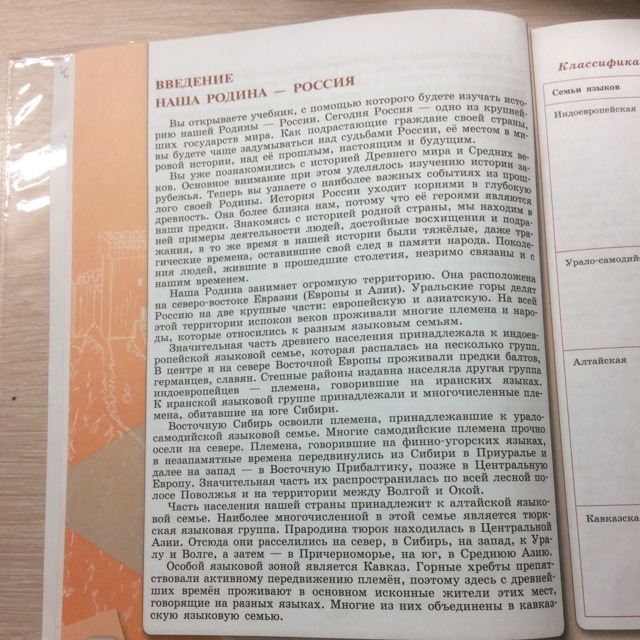 ВВЕДЕНИЕ
НАША РОДИНА — РОССИЯ
Вы открываете учебник, с помощью которого будете изучать исто-
рию нашей Родины — России. Сегодня Россия — одно из крупней-
ших государств мира. Как подрастающие граждане своей страны,
вы будете чаще задумываться над судьбами России, её местом в ми-
ровой истории, над её прошлым, настоящим и будущим.
Вы уже познакомились с историей Древнего мира и Средних ве-
ков. Основное внимание при этом уделялось изучению истории за-
рубежья. Теперь вы узнаете о наиболее важных событиях из прош-
лого своей Родины. История России уходит корнями в глубокую
древность. Она более близка нам, потому что её героями являются
наши предки. Знакомясь с историей родной страны, мы находим в
ней примеры деятельности людей, достойные восхищения и подра-
жания, в то же время в нашей истории были тяжёлые, даже тра-
гические времена, оставившие свой след в памяти народа. Поколе-
ния людей, жившие в прошедшие столетия, незримо связаны и с
нашим временем.
Наша Родина занимает огромную территорию. Она расположена
на северо-востоке Евразии (Европы и Азии). Уральские горы делят
Россию на две крупные части: европейскую и азиатскую. На всей
этой территории испокон веков проживали многие племена и наро-
ды, которые относились к разным языковым семьям.
Значительная часть древнего населения принадлежала к индоев-
ропейской языковой семье, которая распалась на несколько групп.
В центре и на севере Восточной Европы проживали предки балтов,
германцев, славян. Степные районы издавна населяла другая группа
индоевропейцев — племена, говорившие на иранских языках.
К иранской языковой группе принадлежали и многочисленные пле-
мена, обитавшие на юге Сибири.
Восточную Сибирь освоили племена, принадлежавшие к урало-
самодийской языковой семье. Многие самодийские племена прочно
осели на севере. Племена, говорившие на финно-угорских языках,
в незапамятные времена передвинулись из Сибири в Приуралье и
далее на запад — в Восточную Прибалтику, позже в Центральную
Европу. Значительная часть их распространилась по всей лесной по-
лосе Поволжья и на территории между Волгой и Окой.
Часть населения нашей страны принадлежит к алтайской языко-
вой семье. Наиболее многочисленной в этой семье является тюрк-
ская языковая группа. Прародина тюрок находилась в Центральной
Азии. Отсюда они расселились на север, в Сибирь, на запад, к Ура-
лу и Волге, а затем — в Причерноморье, на юг, в Среднюю Азию.
Особой языковой зоной является Кавказ. Горные хребты препят-
ствовали активному передвижению племён, поэтому здесь с древней-
ших времён проживают в основном исконные жители этих мест,
говорящие на разных языках. Многие из них объединены в кавказ-
скую языковую семью.
Классифика
Семьи языков
Индоевропейская
Урало-самодийс
Алтайская
Кавказска